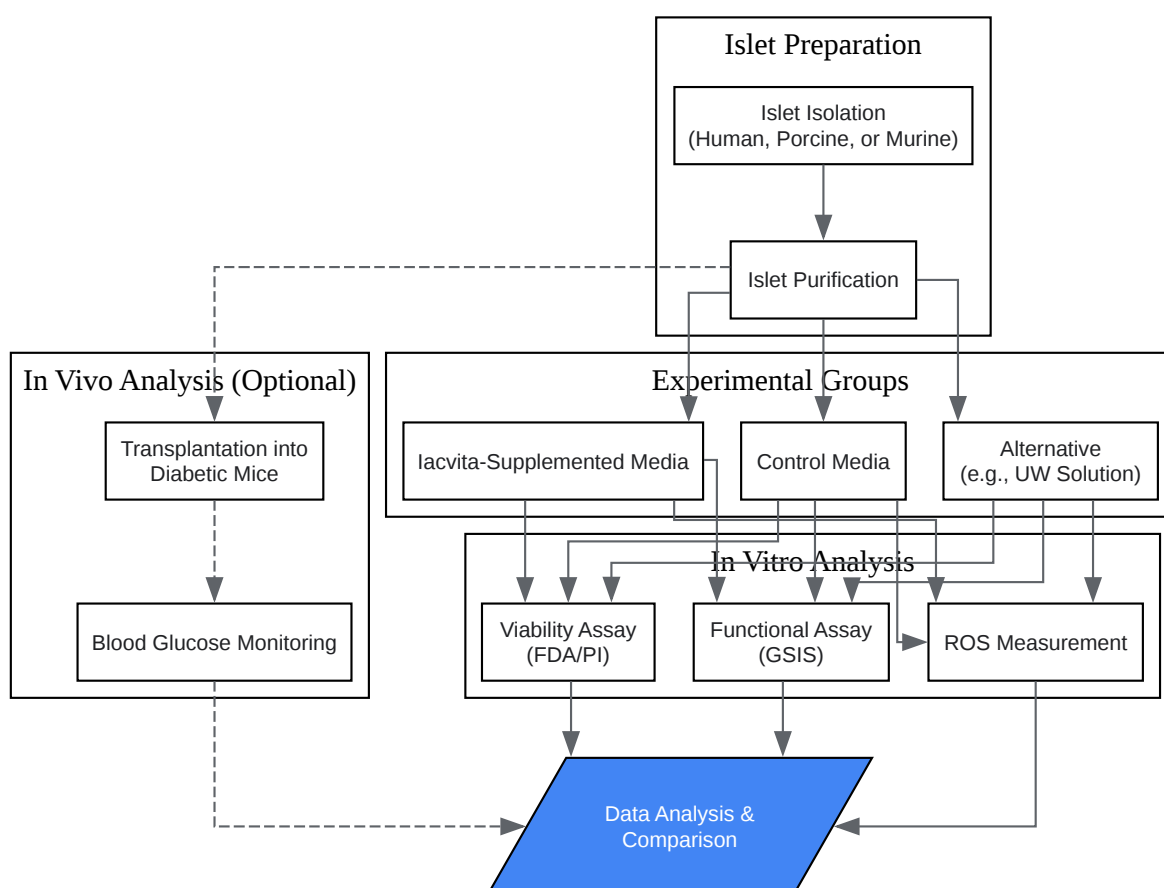 Islet Preparation
Islet Isolation
(Human, Porcine, or Murine)
Islet Purification
In Vivo Analysis (Optional)
Experimental Groups
Transplantation into
Diabetic Mice
Iacvita-Supplemented Media
Control Media
Alternative
(e.g., UW Solution)
In Vitro Analysis
Blood Glucose Monitoring
Viability Assay
(FDA/PI)
Functional Assay
(GSIS)
ROS Measurement
Data Analysis &
Comparison